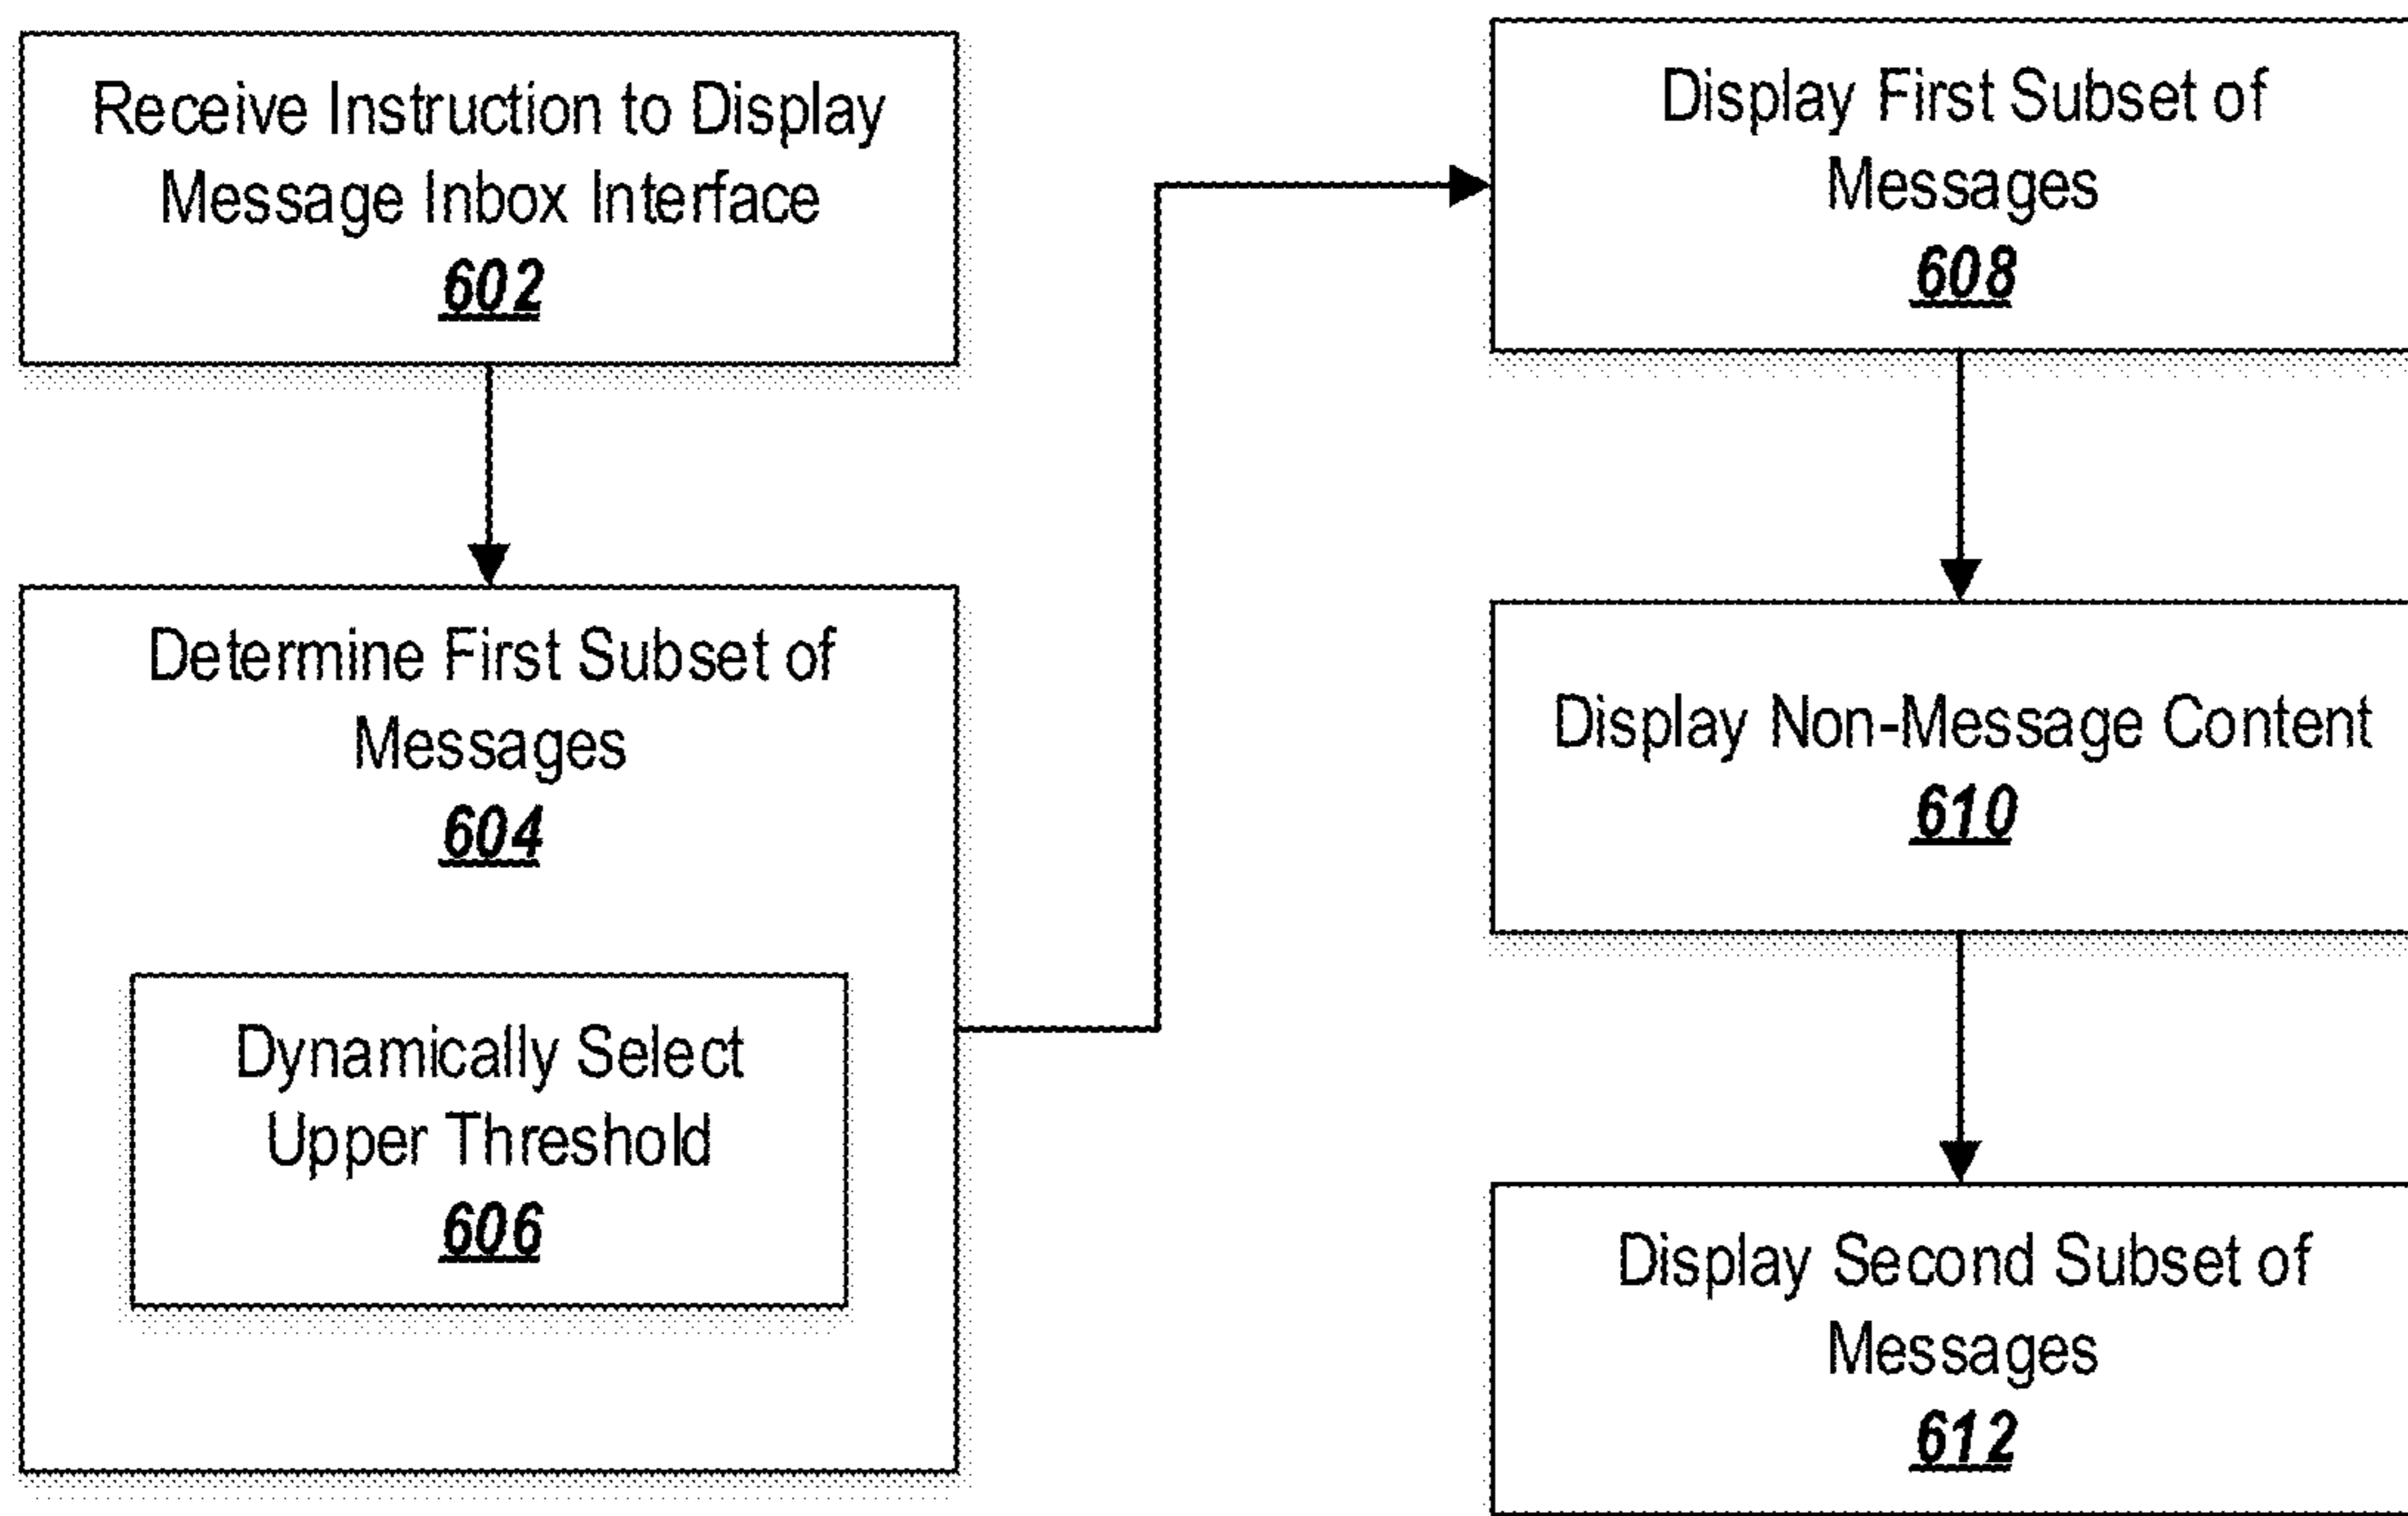 Receive Instruction to Display
Message Inbox Interface
602
Determine First Subset of
Messages
604
Dynamically Select
Upper Threshold
606
Display First Subset of
Messages
608
Display Non-Message Content
610
Display Second Subset of
Messages
612